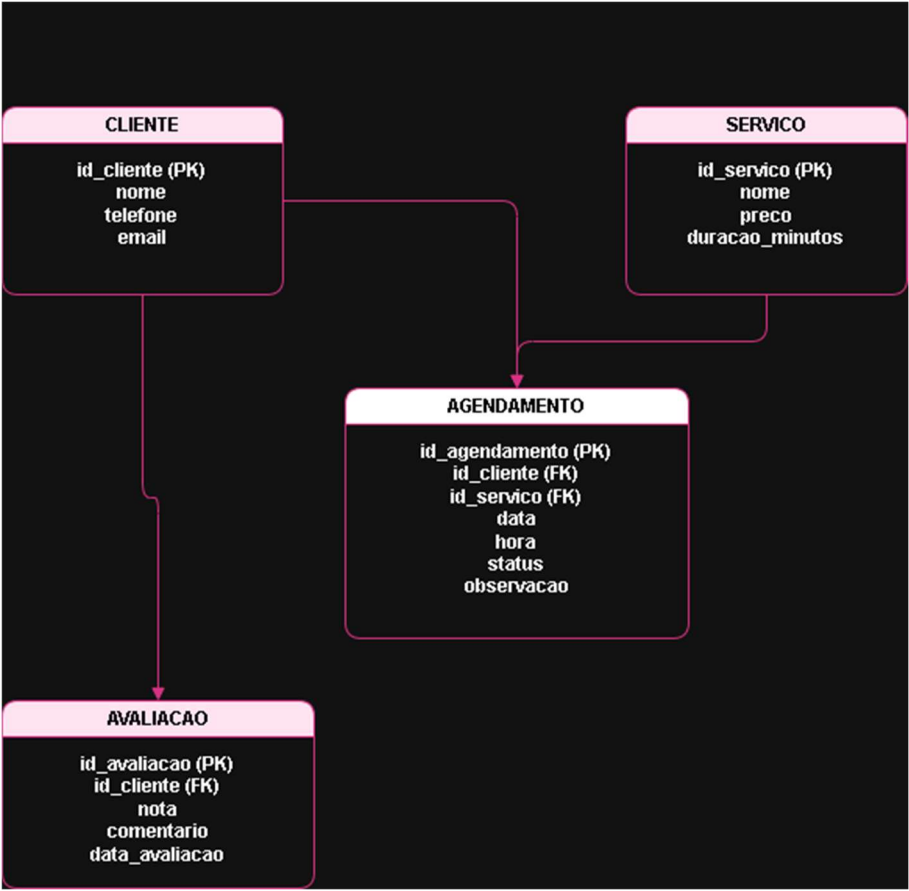 CLIENTE
id_cliente (PK)
nome
telefone
email
SERVICO
id_servico (PK)
nome
preco
duracao_minutos
AGENDAMENTO
id_agendamento (PK)
id_cliente (FK)
id_servico (FK)
data
hora
status
observacao
AVALIACAO
id_avaliacao (PK)
id_cliente (FK)
nota
comentario
data_avaliacao